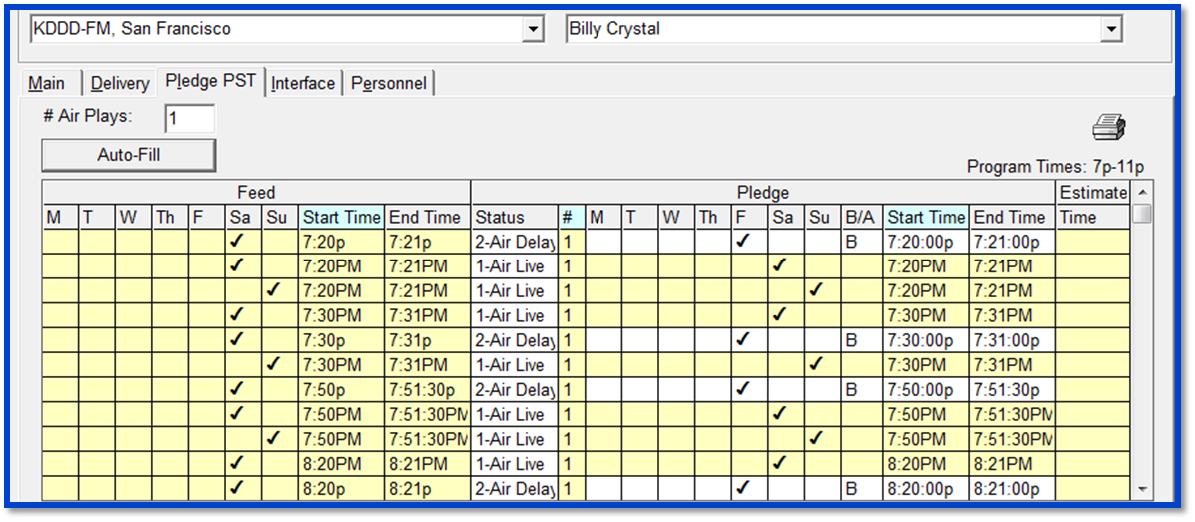 KDDD-FM, San Francisco Billy Crystal
Main Delivery Pledge PST Interface Personnel
# Air Plays: 1
Auto-Fill
Program Times: 7p-11p
Feed Pledge Estimate
M T W Th F Sa Su Start Time End Time Status # M T W Th F Sa Su B/A Start Time End Time Time
✓ 7:20p 7:21p 2-Air Delay 1 ✓ B 7:20:00p 7:21:00p
✓ 7:20PM 7:21PM 1-Air Live 1 ✓ 7:20PM 7:21PM
✓ 7:20PM 7:21PM 1-Air Live 1 ✓ 7:20PM 7:21PM
✓ 7:30PM 7:31PM 1-Air Live 1 ✓ 7:30PM 7:31PM
✓ 7:30p 7:31p 2-Air Delay 1 ✓ B 7:30:00p 7:31:00p
✓ 7:30PM 7:31PM 1-Air Live 1 ✓ 7:30PM 7:31PM
✓ 7:50p 7:51:30p 2-Air Delay 1 ✓ B 7:50:00p 7:51:30p
✓ 7:50PM 7:51:30PM 1-Air Live 1 ✓ 7:50PM 7:51:30PM
✓ 7:50PM 7:51:30PM 1-Air Live 1 ✓ 7:50PM 7:51:30PM
✓ 8:20PM 8:21PM 1-Air Live 1 ✓ 8:20PM 8:21PM
✓ 8:20p 8:21p 2-Air Delay 1 ✓ B 8:20:00p 8:21:00p